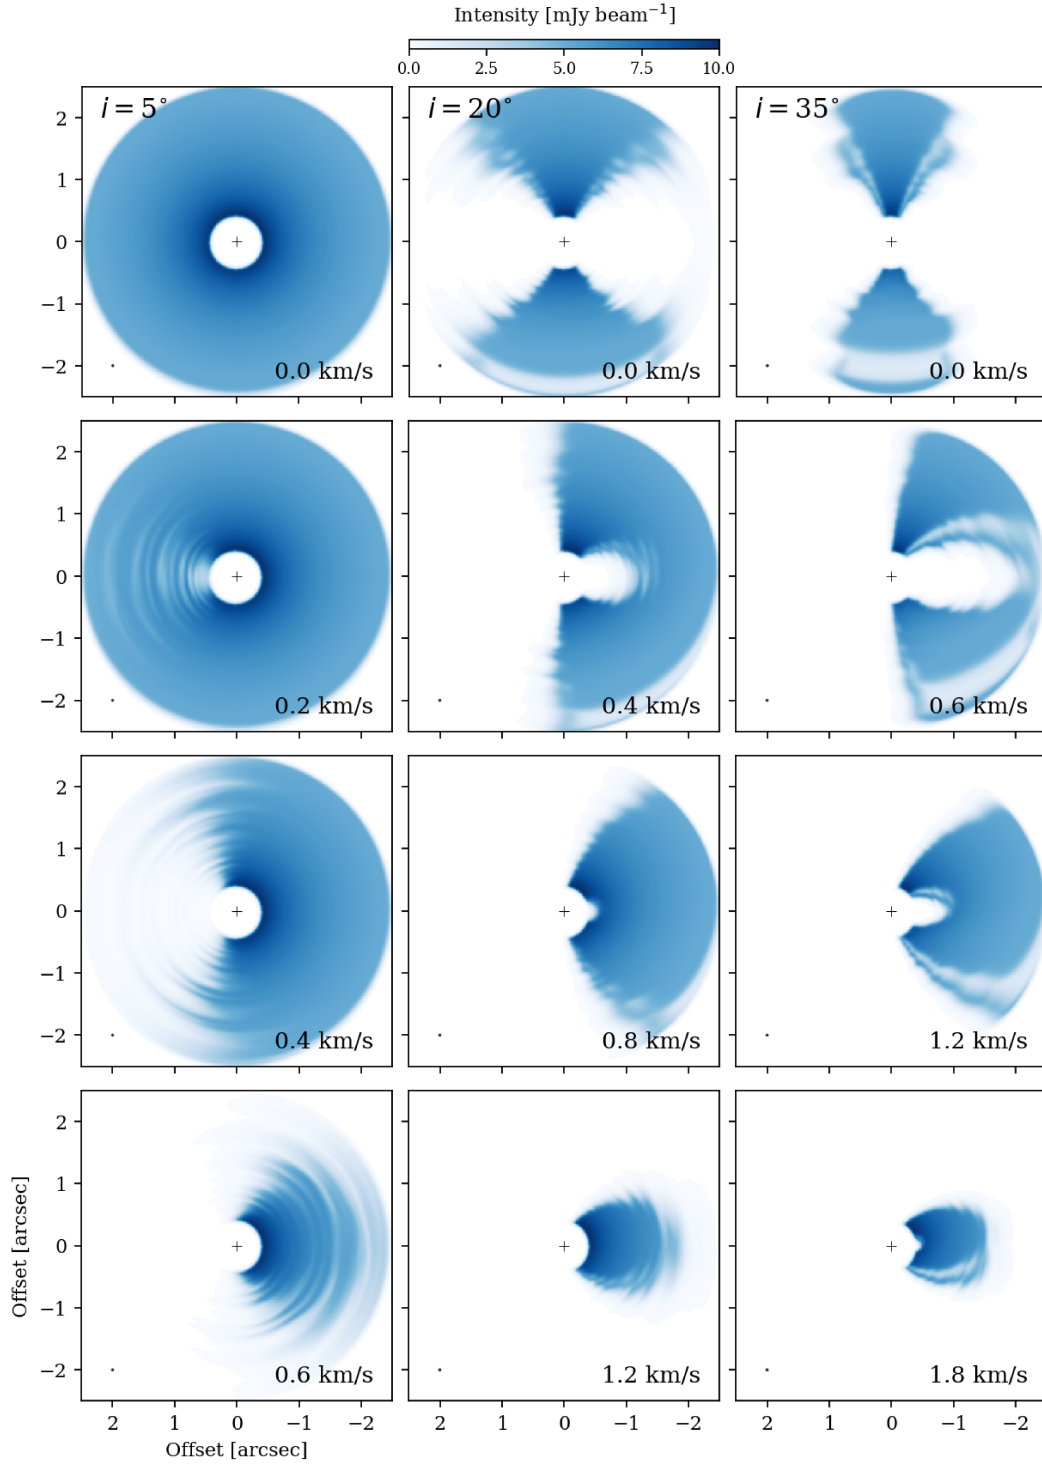 Intensity [mJy beam⁻¹]
0.0 2.5 5.0 7.5 10.0
i = 5° i = 20° i = 35°
2
1
0
−1
−2
0.0 km/s 0.0 km/s 0.0 km/s
2
1
0
−1
−2
0.2 km/s 0.4 km/s 0.6 km/s
2
1
0
−1
−2
0.4 km/s 0.8 km/s 1.2 km/s
2
1
0
−1
−2
Offset [arcsec]
0.6 km/s 1.2 km/s 1.8 km/s
2 1 0 −1 −2 2 1 0 −1 −2 2 1 0 −1 −2
Offset [arcsec]